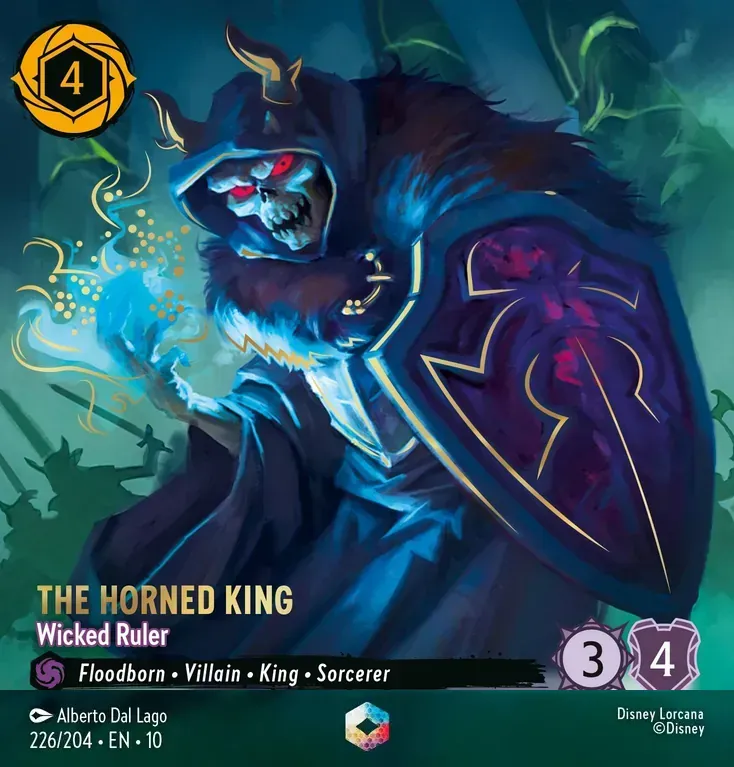 4
THE HORNED KING
Wicked Ruler
Floodborn • Villain • King • Sorcerer
3 4
Alberto Dal Lago
226/204 • EN • 10
Disney Lorcana
©Disney